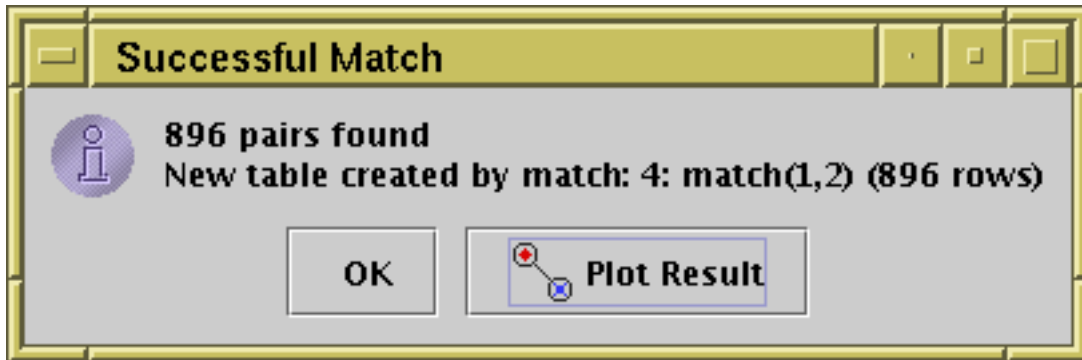 Successful Match
896 pairs found
New table created by match: 4: match(1,2) (896 rows)
OK
Plot Result